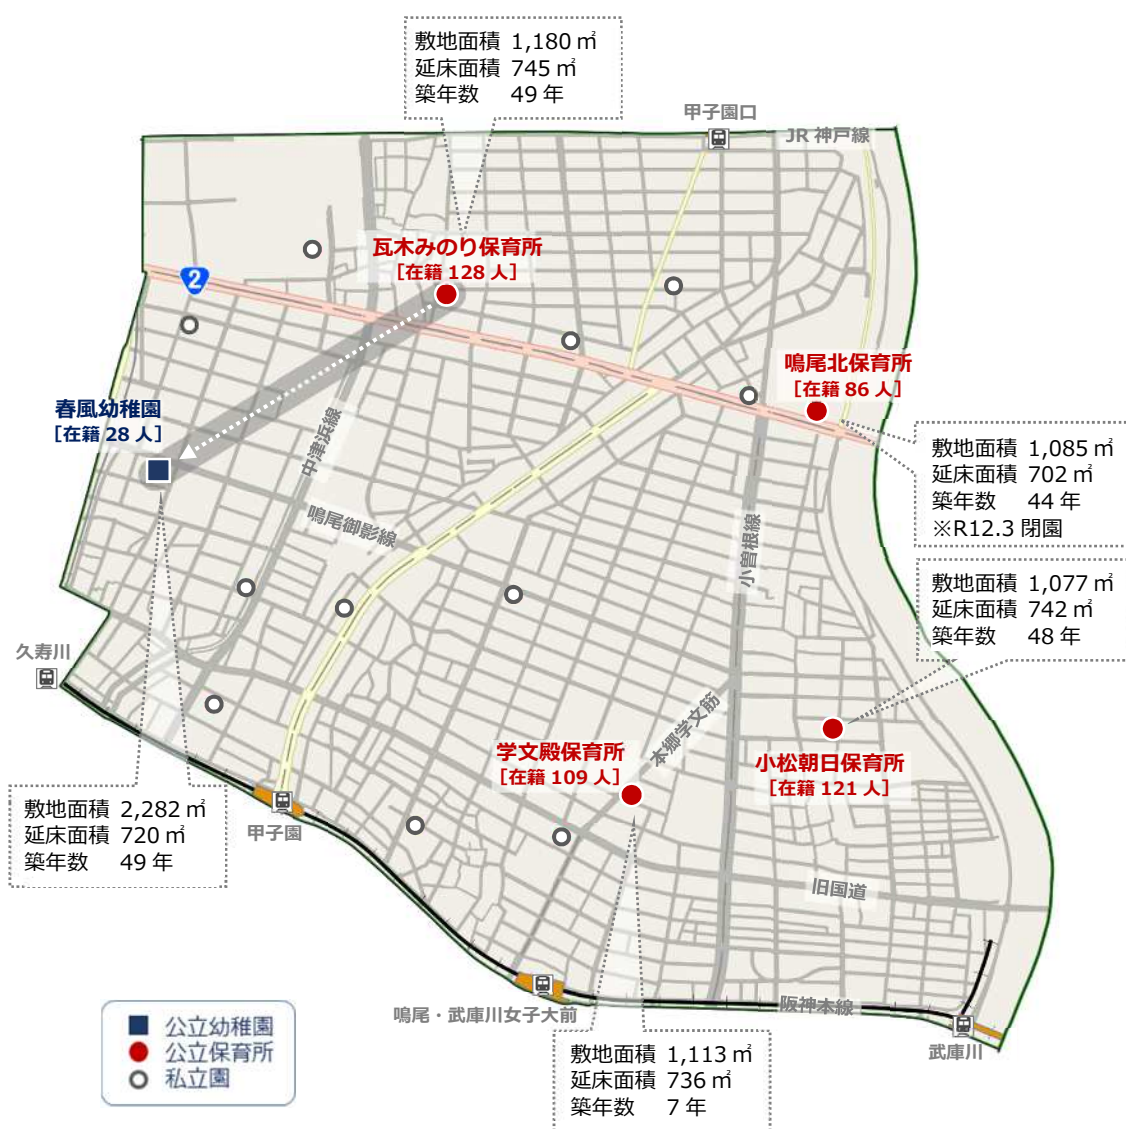 敷地面積 1,180 ㎡
延床面積 745 ㎡
築年数 49 年
甲子園口
JR 神戸線
瓦木みのり保育所
[在籍 128 人]
2
鳴尾北保育所
[在籍 86 人]
春風幼稚園
[在籍 28 人]
中津浜線
敷地面積 1,085 ㎡
延床面積 702 ㎡
築年数 44 年
※R12.3 閉園
鳴尾御影線
小曽根線
敷地面積 1,077 ㎡
延床面積 742 ㎡
築年数 48 年
久寿川
本郷学文筋
学文殿保育所
[在籍 109 人]
小松朝日保育所
[在籍 121 人]
敷地面積 2,282 ㎡
延床面積 720 ㎡
築年数 49 年
甲子園
旧国道
鳴尾・武庫川女子大前
阪神本線
武庫川
公立幼稚園
公立保育所
私立園
敷地面積 1,113 ㎡
延床面積 736 ㎡
築年数 7 年